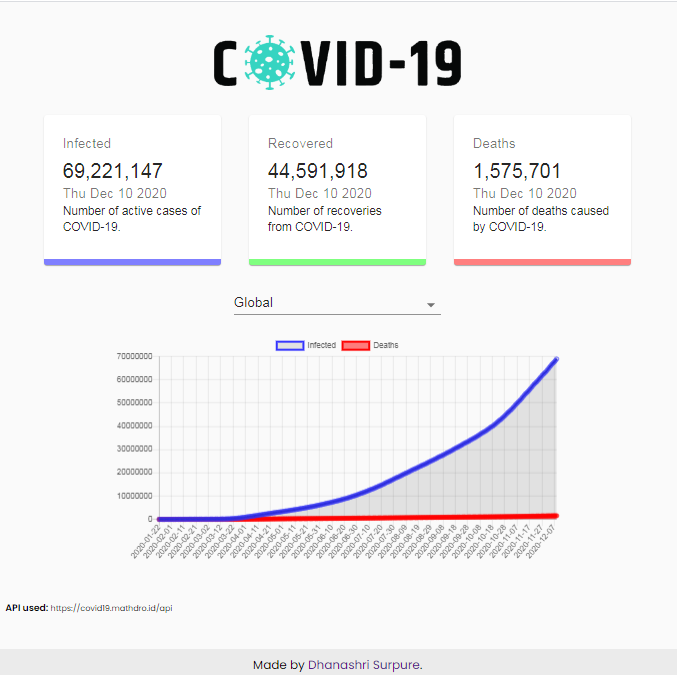 COVID-19
Infected
69,221,147
Thu Dec 10 2020
Number of active cases of
COVID-19.
Recovered
44,591,918
Thu Dec 10 2020
Number of recoveries
from COVID-19.
Deaths
1,575,701
Thu Dec 10 2020
Number of deaths caused
by COVID-19.
Global
Infected Deaths
70000000
60000000
50000000
40000000
30000000
20000000
10000000
0
2020-01-22
2020-02-01
2020-02-11
2020-02-21
2020-03-02
2020-03-12
2020-03-22
2020-04-01
2020-04-11
2020-04-21
2020-05-01
2020-05-11
2020-05-21
2020-05-31
2020-06-10
2020-06-20
2020-06-30
2020-07-10
2020-07-20
2020-07-30
2020-08-09
2020-08-19
2020-08-29
2020-09-08
2020-09-18
2020-09-28
2020-10-08
2020-10-18
2020-10-28
2020-11-07
2020-11-17
2020-11-27
2020-12-07
API used: https://covid19.mathdro.id/api
Made by Dhanashri Surpure.